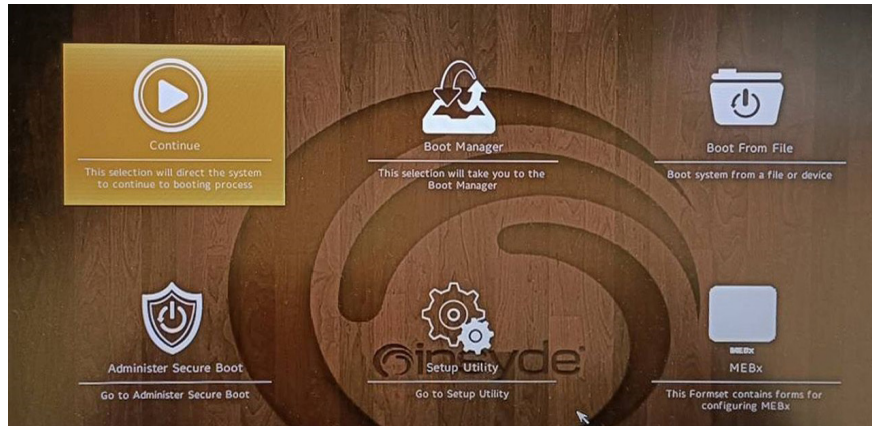 Continue
This selection will direct the system
to continue to booting process
Boot Manager
This selection will take you to the
Boot Manager
Boot From File
Boot system from a file or device
Administer Secure Boot
Go to Administer Secure Boot
insyde
Setup Utility
Go to Setup Utility
MEBx
MEBx
This Formset contains forms for
configuring MEBx